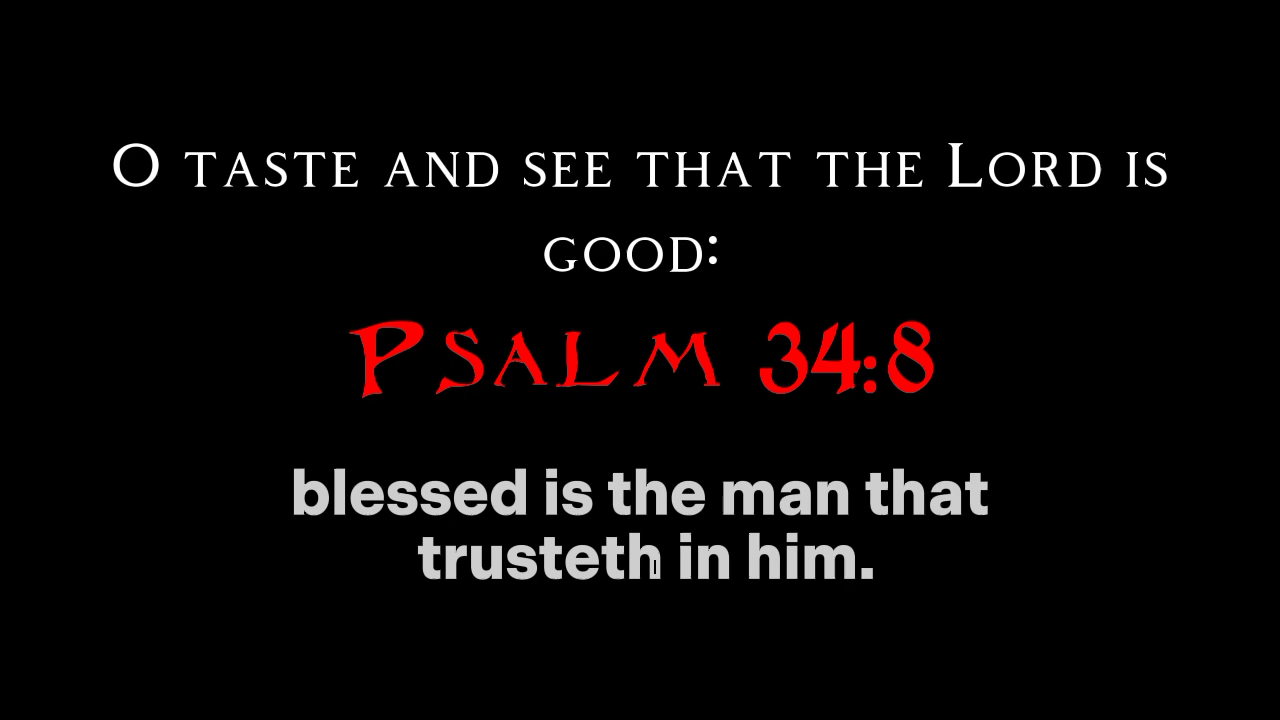 O taste and see that the Lord is
good:
Psalm 34:8
blessed is the man that
trusteth in him.